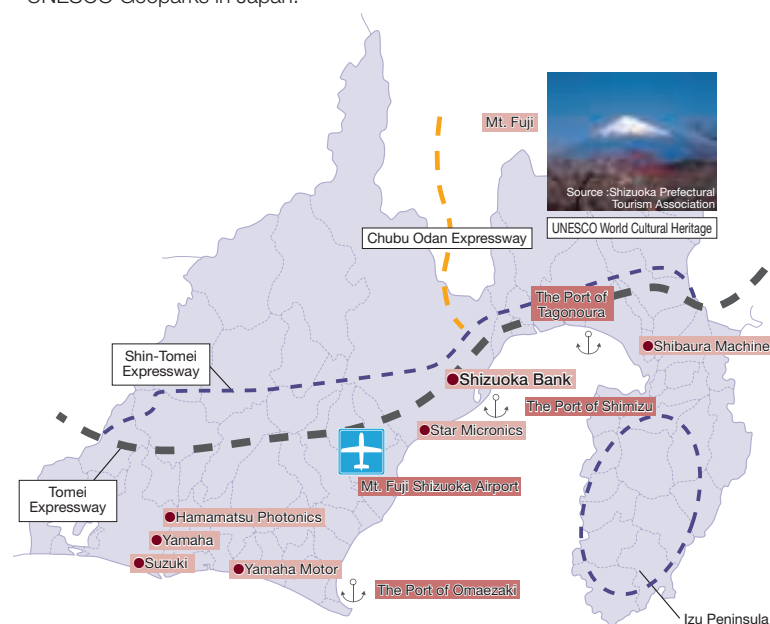 UNESCO Geoparks in Japan.
Mt. Fuji
Source :Shizuoka Prefectural
Tourism Association
UNESCO World Cultural Heritage
Chubu Odan Expressway
The Port of
Tagonoura
Shibaura Machine
Shin-Tomei
Expressway
Shizuoka Bank
The Port of Shimizu
Star Micronics
Mt. Fuji Shizuoka Airport
Tomei
Expressway
Hamamatsu Photonics
Yamaha
Suzuki
Yamaha Motor
The Port of Omaezaki
Izu Peninsula